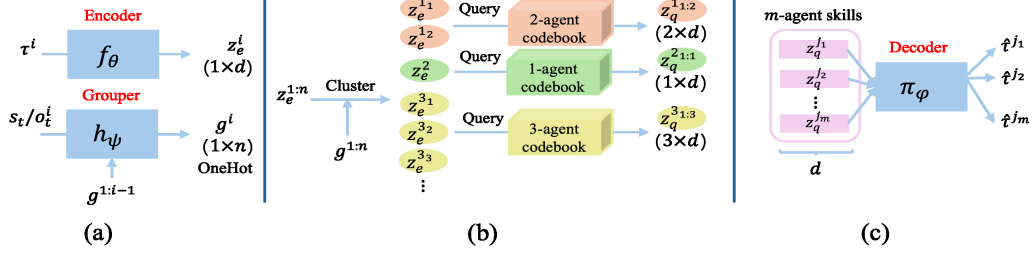 Encoder
τ^i
f_θ
z_e^i
(1×d)
Grouper
s_t/o_t^i
h_ψ
g^i
(1×n)
OneHot
g^{1:i−1}
(a)
z_e^{1:n}
Cluster
g^{1:n}
z_e^{1_1}
z_e^{1_2}
z_e^2
z_e^{3_1}
z_e^{3_2}
z_e^{3_3}
⋮
Query
2-agent
codebook
z_q^{1_{1:2}}
(2×d)
Query
1-agent
codebook
z_q^{2_{1:1}}
(1×d)
Query
3-agent
codebook
z_q^{3_{1:3}}
(3×d)
(b)
m-agent skills
z_q^{j_1}
z_q^{j_2}
⋮
z_q^{j_m}
d
Decoder
π_φ
τ̂^{j_1}
τ̂^{j_2}
τ̂^{j_m}
(c)